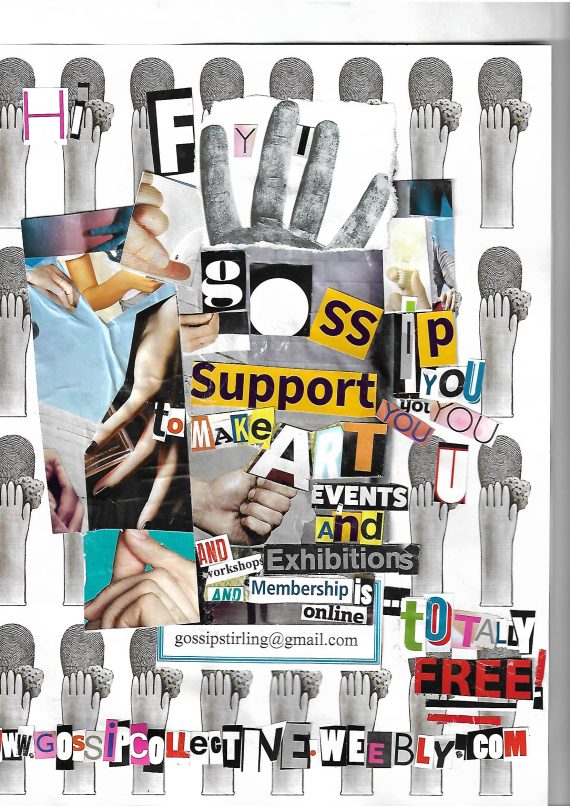 Hi FYI
gossip
Support YOU
you YOU
YOU
to MAKe ART U
EVENTS
And
AND Exhibitions
workshops
AND Membership is
online
gossipstirling@gmail.com
tOTALLY
FREE!
WW.GOSSiPCOLLeCTIVE.WEEBLY.COM